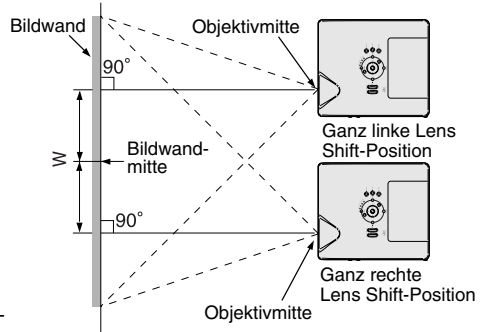 Bildwand
Objektivmitte
90°
Ganz linke Lens
Shift-Position
W
Bildwand-
mitte
90°
Ganz rechte
Lens Shift-Position
Objektivmitte